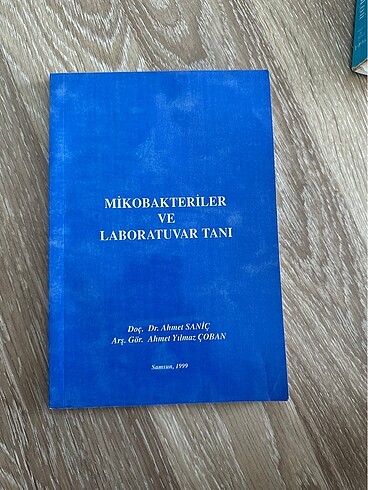 MİKOBAKTERİLER
VE
LABORATUVAR TANI
Doç. Dr. Ahmet SANİÇ
Arş. Gör. Ahmet Yılmaz ÇOBAN
Samsun, 1999